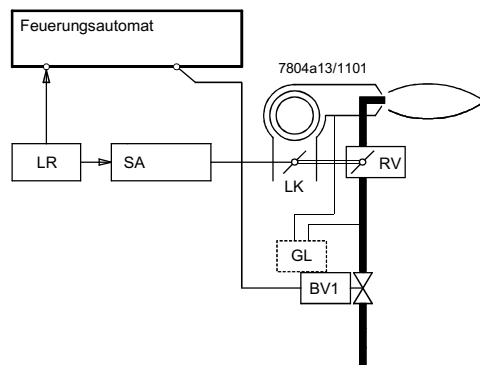 Feuerungsautomat
7804a13/1101
LR
SA
LK
RV
GL
BV1